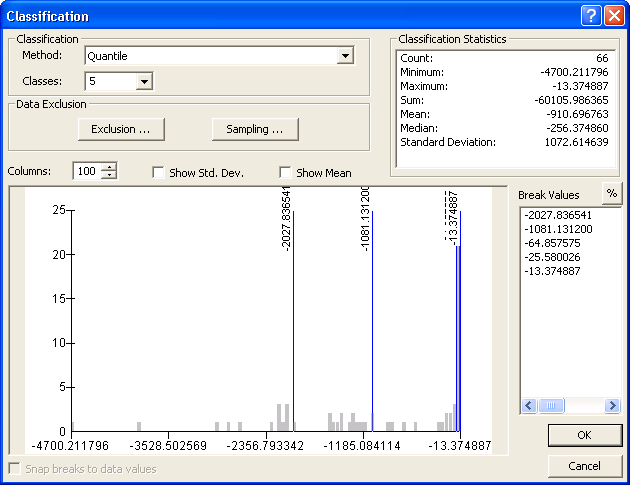 Classification
Classification
Method: Quantile
Classes: 5
Data Exclusion
Exclusion ...
Sampling ...
Classification Statistics
Count: 66
Minimum: -4700.211796
Maximum: -13.374887
Sum: -60105.986365
Mean: -910.696763
Median: -256.374860
Standard Deviation: 1072.614639
Columns: 100
Show Std. Dev.
Show Mean
Break Values
%
-2027.836541
-1081.131200
-64.857575
-25.580026
-13.374887
25
20
15
10
5
0
-2027.836541
-1081.131200
-13.374887
-4700.211796
-3528.502569
-2356.793342
-1185.084114
-13.374887
Snap breaks to data values
OK
Cancel